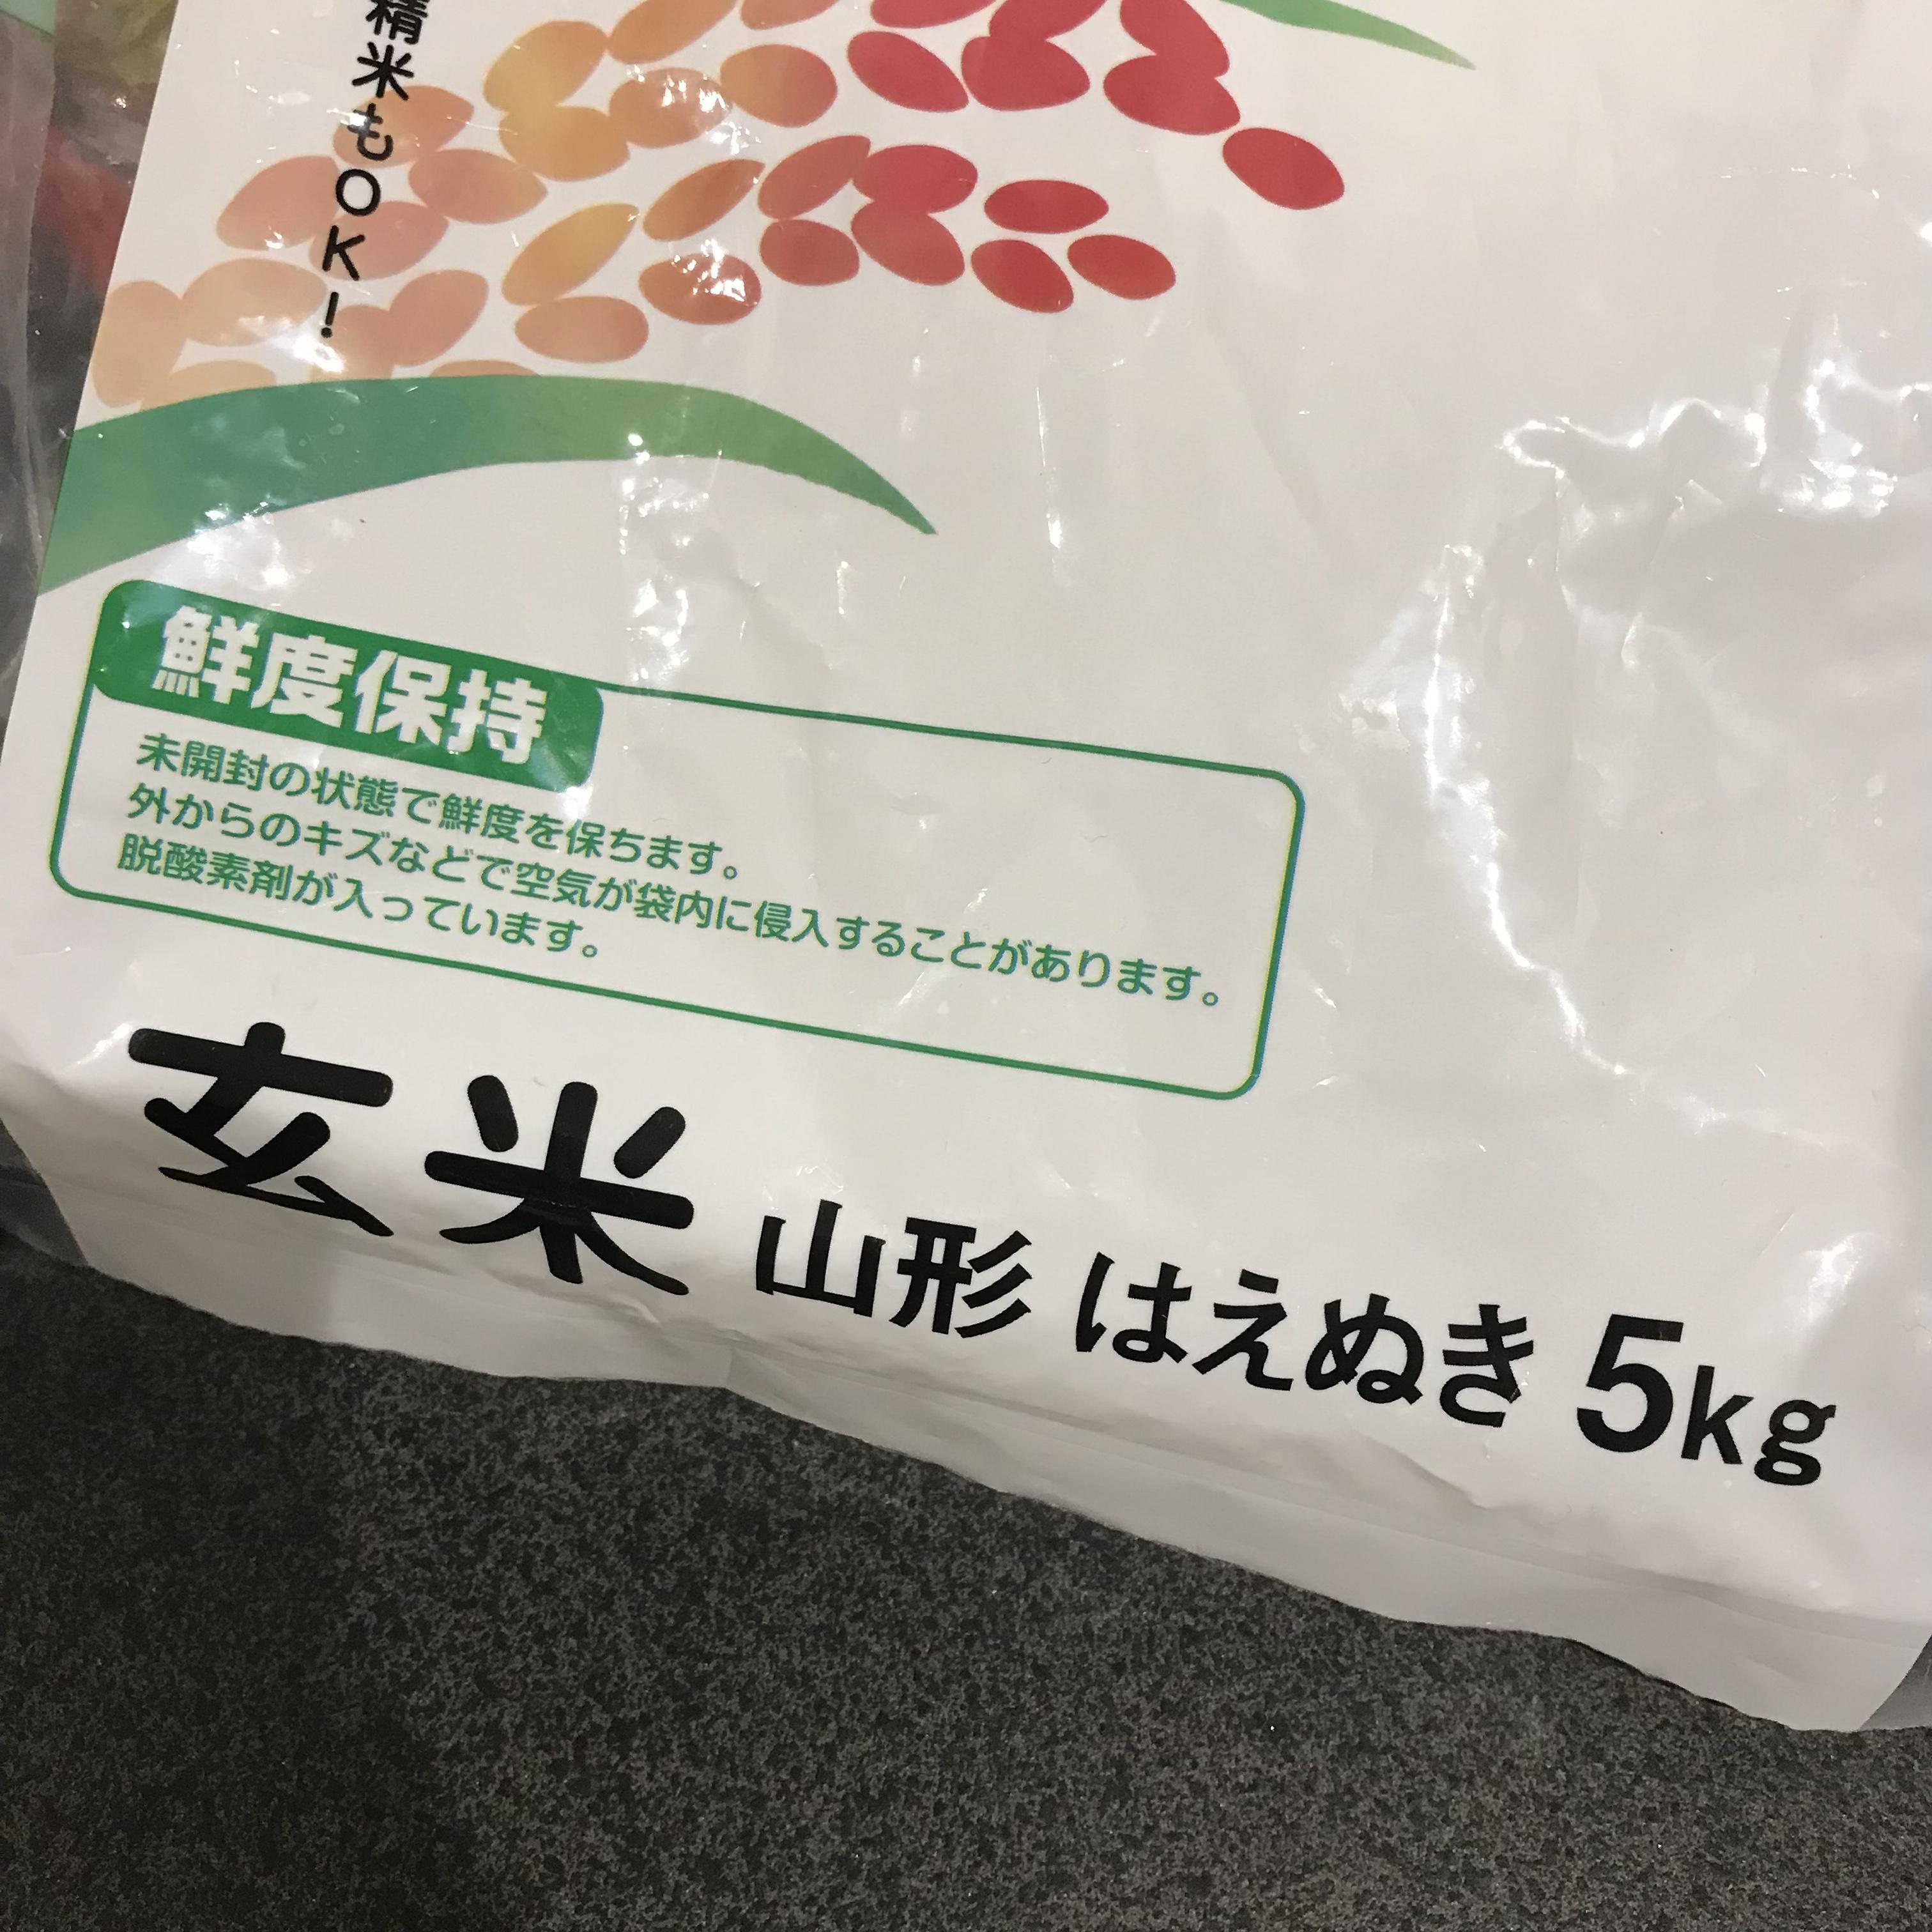 精米もOK!
鮮度保持
未開封の状態で鮮度を保ちます。
外からのキズなどで空気が袋内に侵入することがあります。
脱酸素剤が入っています。
玄米 山形 はえぬき 5kg